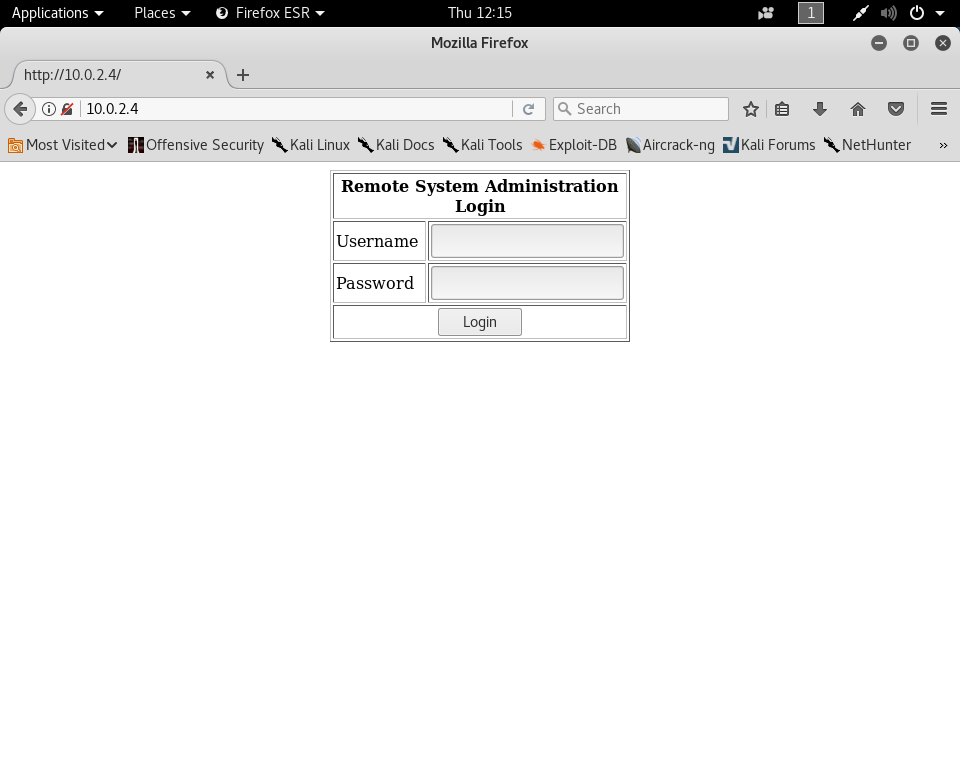 Applications Places Firefox ESR Thu 12:15 1
Mozilla Firefox
http://10.0.2.4/
10.0.2.4 Search
Most Visited Offensive Security Kali Linux Kali Docs Kali Tools Exploit-DB Aircrack-ng Kali Forums NetHunter
Remote System Administration
Login
Username
Password
Login